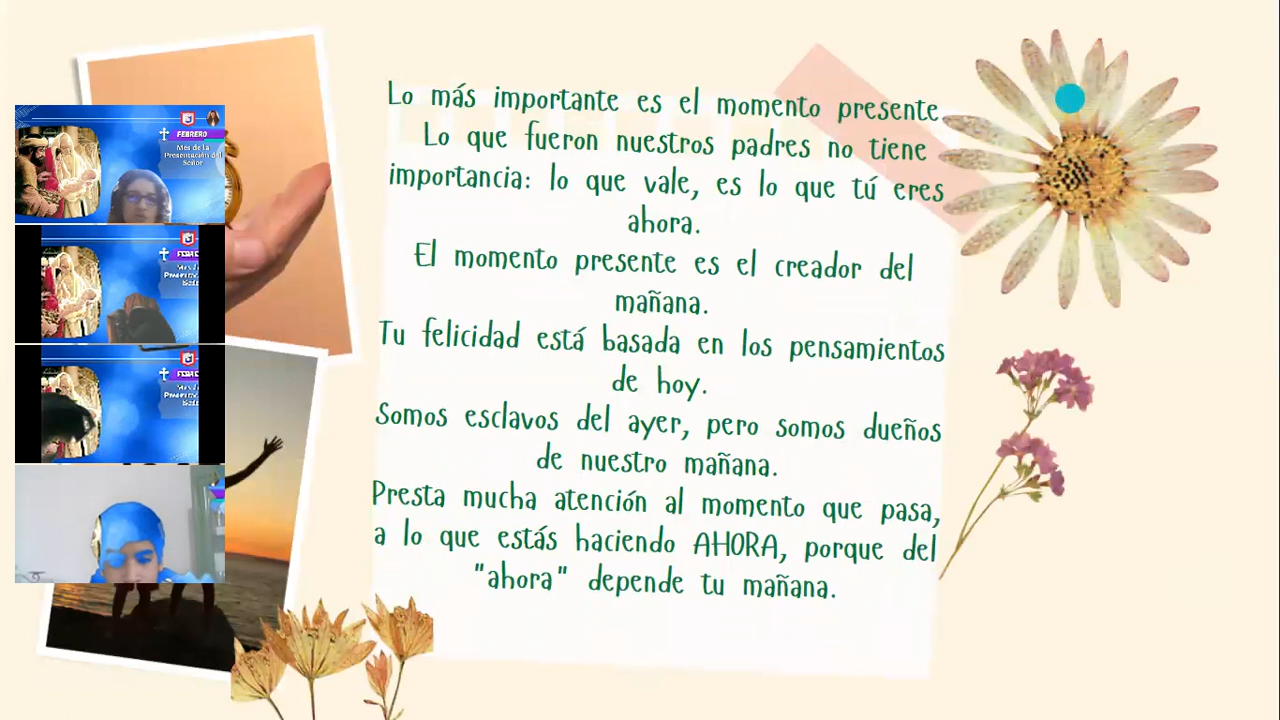 Lo más importante es el momento presente.
Lo que fueron nuestros padres no tiene
importancia: lo que vale, es lo que tú eres
ahora.
El momento presente es el creador del
mañana.
Tu felicidad está basada en los pensamientos
de hoy.
Somos esclavos del ayer, pero somos dueños
de nuestro mañana.
Presta mucha atención al momento que pasa,
a lo que estás haciendo AHORA, porque del
"ahora" depende tu mañana.
FEBRERO
Mes de la
Presentación del
Señor